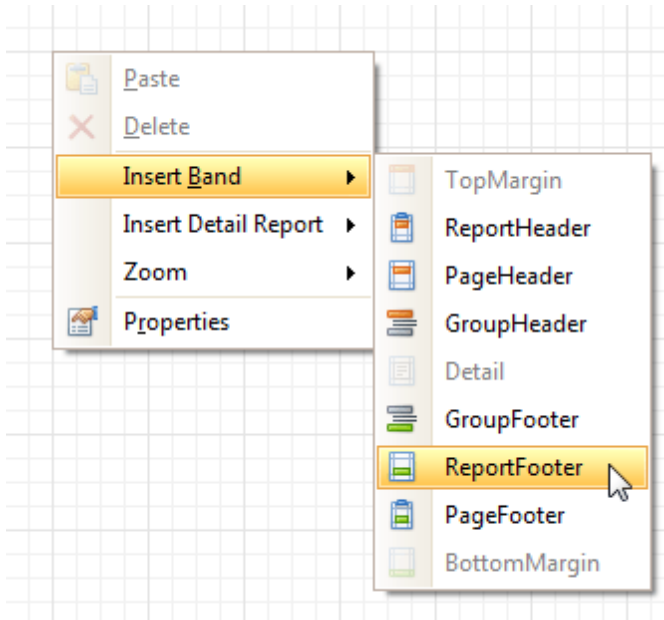 Paste
Delete
Insert Band
Insert Detail Report
Zoom
Properties
TopMargin
ReportHeader
PageHeader
GroupHeader
Detail
GroupFooter
ReportFooter
PageFooter
BottomMargin